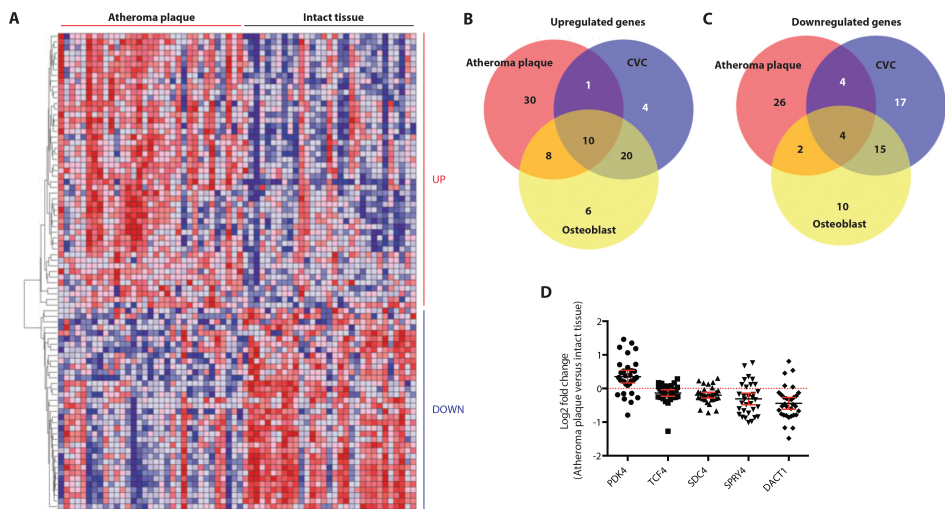 A
Atheroma plaque
Intact tissue
UP
DOWN
B
Upregulated genes
Atheroma plaque
CVC
1
30
4
10
8
20
6
Osteoblast
C
Downregulated genes
Atheroma plaque
CVC
4
26
17
4
2
15
10
Osteoblast
D
Log2 fold change
(Atheroma plaque versus intact tissue)
2
1
0
-1
-2
PDK4
TCF4
SDC4
SPRY4
DACT1